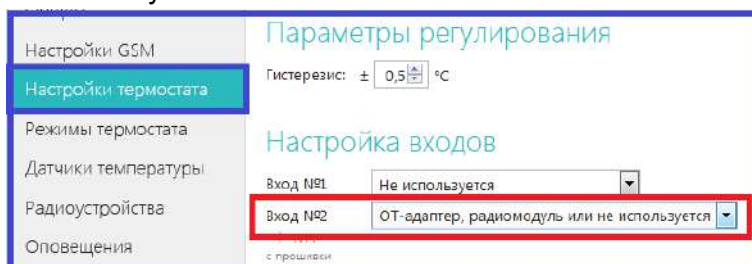 Настройки GSM
Настройки термостата
Режимы термостата
Датчики температуры
Радиоустройства
Оповещения
Параметры регулирования
Гистерезис: ± 0,5 °C
Настройка входов
Вход №1 Не используется
Вход №2 ОТ-адаптер, радиомодуль или не используется
с прошивки